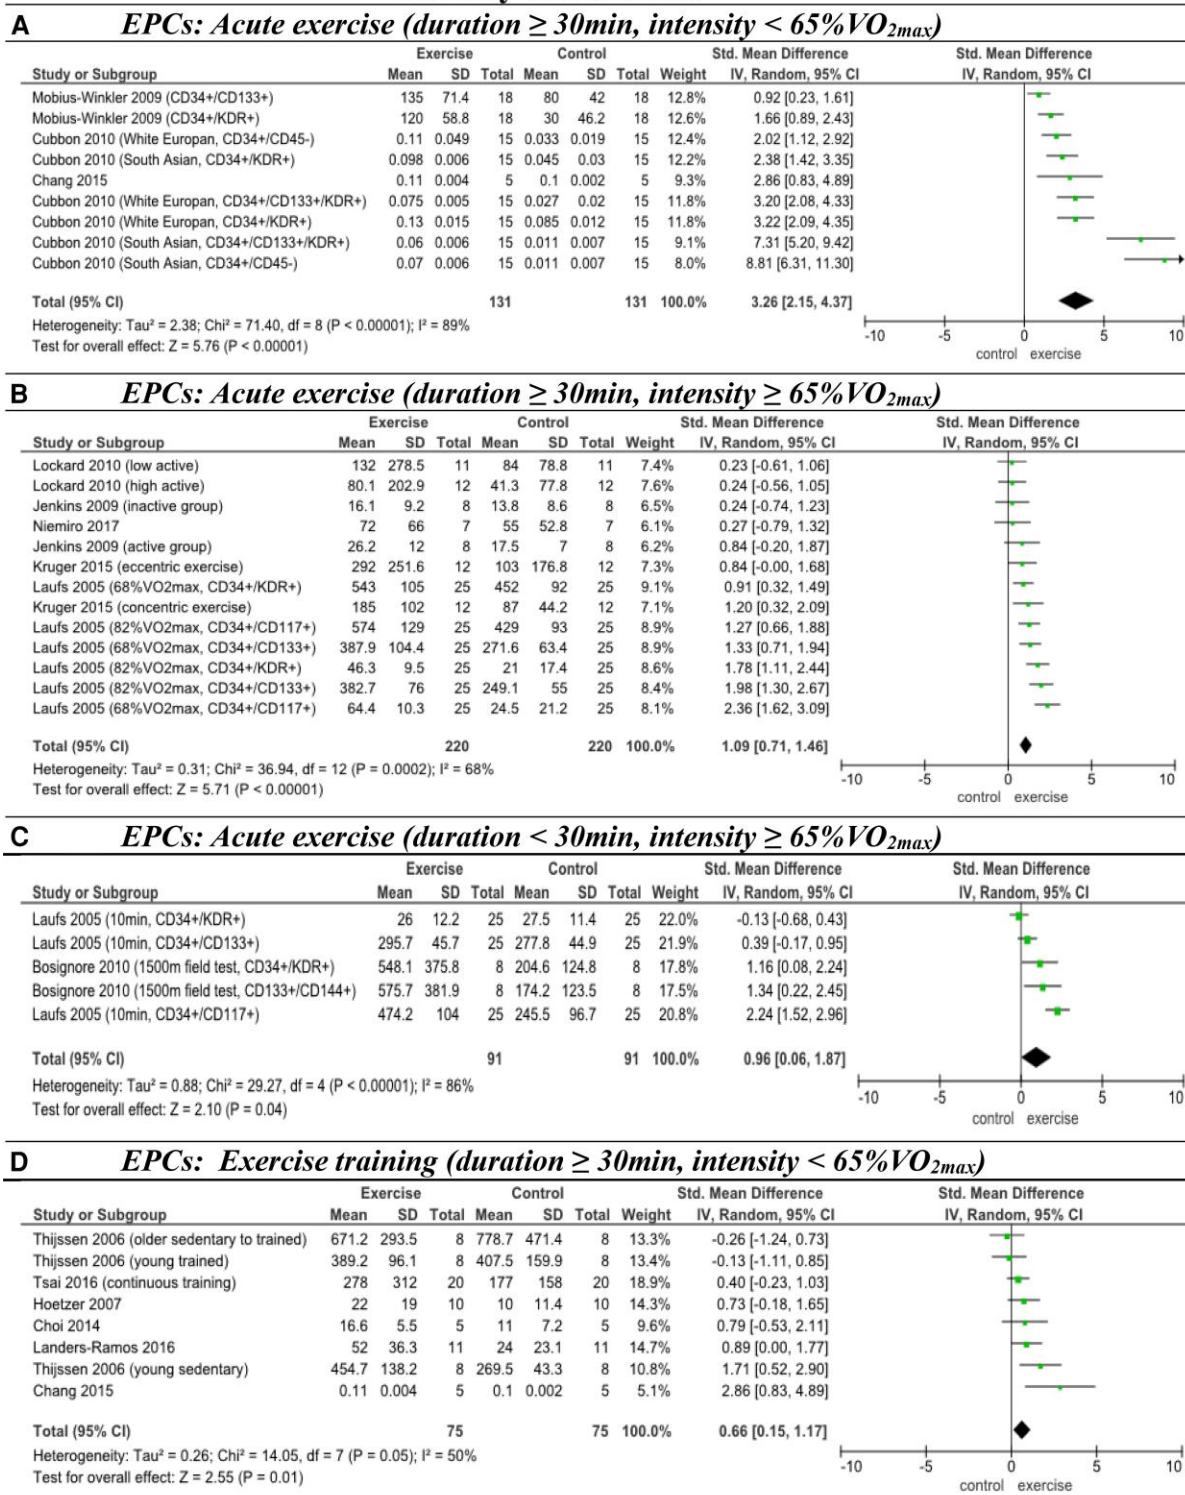 A EPCs: Acute exercise (duration ≥ 30min, intensity < 65%VO2max)
Exercise Control Std. Mean Difference Std. Mean Difference
Study or Subgroup Mean SD Total Mean SD Total Weight IV, Random, 95% CI IV, Random, 95% CI
Mobius-Winkler 2009 (CD34+/CD133+) 135 71.4 18 80 42 18 12.8% 0.92 [0.23, 1.61]
Mobius-Winkler 2009 (CD34+/KDR+) 120 58.8 18 30 46.2 18 12.7% 1.66 [0.89, 2.43]
Cubbon 2010 (White Europan, CD34+/CD45-) 0.11 0.049 15 0.033 0.019 15 12.4% 2.02 [1.12, 2.92]
Cubbon 2010 (South Asian, CD34+/KDR+) 0.098 0.006 15 0.045 0.03 15 12.2% 2.38 [1.42, 3.35]
Chang 2015 0.11 0.004 5 0.1 0.002 5 9.3% 2.86 [0.83, 4.89]
Cubbon 2010 (White Europan, CD34+/CD133+/KDR+) 0.075 0.005 15 0.027 0.02 15 11.8% 3.20 [2.08, 4.33]
Cubbon 2010 (White Europan, CD34+/KDR+) 0.13 0.015 15 0.085 0.012 15 11.8% 3.22 [2.09, 4.35]
Cubbon 2010 (South Asian, CD34+/CD133+/KDR+) 0.06 0.006 15 0.011 0.007 15 9.1% 7.31 [5.20, 9.42]
Cubbon 2010 (South Asian, CD34+/CD45-) 0.07 0.006 15 0.011 0.007 15 8.0% 8.81 [6.31, 11.30]
Total (95% CI) 131 131 100.0% 3.26 [2.15, 4.37]
Heterogeneity: Tau² = 2.38; Chi² = 71.40, df = 8 (P < 0.00001); I² = 89%
Test for overall effect: Z = 5.76 (P < 0.00001)
-10 -5 0 5 10
control exercise
B EPCs: Acute exercise (duration ≥ 30min, intensity ≥ 65%VO2max)
Exercise Control Std. Mean Difference Std. Mean Difference
Study or Subgroup Mean SD Total Mean SD Total Weight IV, Random, 95% CI IV, Random, 95% CI
Lockard 2010 (low active) 132 278.5 11 84 78.8 11 7.4% 0.23 [-0.61, 1.06]
Lockard 2010 (high active) 80.1 202.9 12 41.3 77.8 12 7.6% 0.24 [-0.56, 1.05]
Jenkins 2009 (inactive group) 16.1 9.2 8 13.8 8.6 8 6.5% 0.24 [-0.74, 1.23]
Niemiro 2017 72 66 7 55 52.8 7 6.1% 0.27 [-0.79, 1.32]
Jenkins 2009 (active group) 26.2 12 8 17.5 7 8 6.2% 0.84 [-0.20, 1.87]
Kruger 2015 (eccentric exercise) 292 251.6 12 103 176.8 12 7.3% 0.84 [-0.00, 1.68]
Laufs 2005 (68%VO2max, CD34+/KDR+) 543 105 25 452 92 25 9.1% 0.91 [0.32, 1.49]
Kruger 2015 (concentric exercise) 185 102 12 87 44.2 12 7.1% 1.20 [0.32, 2.09]
Laufs 2005 (82%VO2max, CD34+/CD117+) 574 129 25 429 93 25 8.9% 1.27 [0.66, 1.88]
Laufs 2005 (68%VO2max, CD34+/CD133+) 387.9 104.4 25 271.6 63.4 25 8.9% 1.33 [0.71, 1.94]
Laufs 2005 (82%VO2max, CD34+/KDR+) 46.3 9.5 25 21 17.4 25 8.6% 1.78 [1.11, 2.44]
Laufs 2005 (82%VO2max, CD34+/CD133+) 382.7 76 25 249.1 55 25 8.4% 1.98 [1.30, 2.67]
Laufs 2005 (68%VO2max, CD34+/CD117+) 64.4 10.3 25 24.5 21.2 25 8.1% 2.36 [1.62, 3.09]
Total (95% CI) 220 220 100.0% 1.09 [0.71, 1.46]
Heterogeneity: Tau² = 0.31; Chi² = 36.94, df = 12 (P = 0.0002); I² = 68%
Test for overall effect: Z = 5.71 (P < 0.00001)
-10 -5 0 5 10
control exercise
C EPCs: Acute exercise (duration < 30min, intensity ≥ 65%VO2max)
Exercise Control Std. Mean Difference Std. Mean Difference
Study or Subgroup Mean SD Total Mean SD Total Weight IV, Random, 95% CI IV, Random, 95% CI
Laufs 2005 (10min, CD34+/KDR+) 26 12.2 25 27.5 11.4 25 22.0% -0.13 [-0.68, 0.43]
Laufs 2005 (10min, CD34+/CD133+) 295.7 45.7 25 277.8 44.9 25 21.9% 0.39 [-0.17, 0.95]
Bosignore 2010 (1500m field test, CD34+/KDR+) 548.1 375.8 8 204.6 124.8 8 17.8% 1.16 [0.08, 2.24]
Bosignore 2010 (1500m field test, CD133+/CD144+) 575.7 381.9 8 174.2 123.5 8 17.5% 1.34 [0.22, 2.45]
Laufs 2005 (10min, CD34+/CD117+) 474.2 104 25 245.5 96.7 25 20.8% 2.24 [1.52, 2.96]
Total (95% CI) 91 91 100.0% 0.96 [0.06, 1.87]
Heterogeneity: Tau² = 0.88; Chi² = 29.27, df = 4 (P < 0.00001); I² = 86%
Test for overall effect: Z = 2.10 (P = 0.04)
-10 -5 0 5 10
control exercise
D EPCs: Exercise training (duration ≥ 30min, intensity < 65%VO2max)
Exercise Control Std. Mean Difference Std. Mean Difference
Study or Subgroup Mean SD Total Mean SD Total Weight IV, Random, 95% CI IV, Random, 95% CI
Thijssen 2006 (older sedentary to trained) 671.2 293.5 8 778.7 471.4 8 13.3% -0.26 [-1.24, 0.73]
Thijssen 2006 (young trained) 389.2 96.1 8 407.5 159.9 8 13.4% -0.13 [-1.11, 0.85]
Tsai 2016 (continuous training) 278 312 20 177 158 20 18.9% 0.40 [-0.23, 1.03]
Hoetzer 2007 22 19 10 10 11.4 10 14.3% 0.73 [-0.18, 1.65]
Choi 2014 16.6 5.5 5 11 7.2 5 9.6% 0.79 [-0.53, 2.11]
Landers-Ramos 2016 52 36.3 11 24 23.1 11 14.7% 0.89 [0.00, 1.77]
Thijssen 2006 (young sedentary) 454.7 138.2 8 269.5 43.3 8 10.8% 1.71 [0.52, 2.90]
Chang 2015 0.11 0.004 5 0.1 0.002 5 5.1% 2.86 [0.83, 4.89]
Total (95% CI) 75 75 100.0% 0.66 [0.15, 1.17]
Heterogeneity: Tau² = 0.26; Chi² = 14.05, df = 7 (P = 0.05); I² = 50%
Test for overall effect: Z = 2.55 (P = 0.01)
-10 -5 0 5 10
control exercise